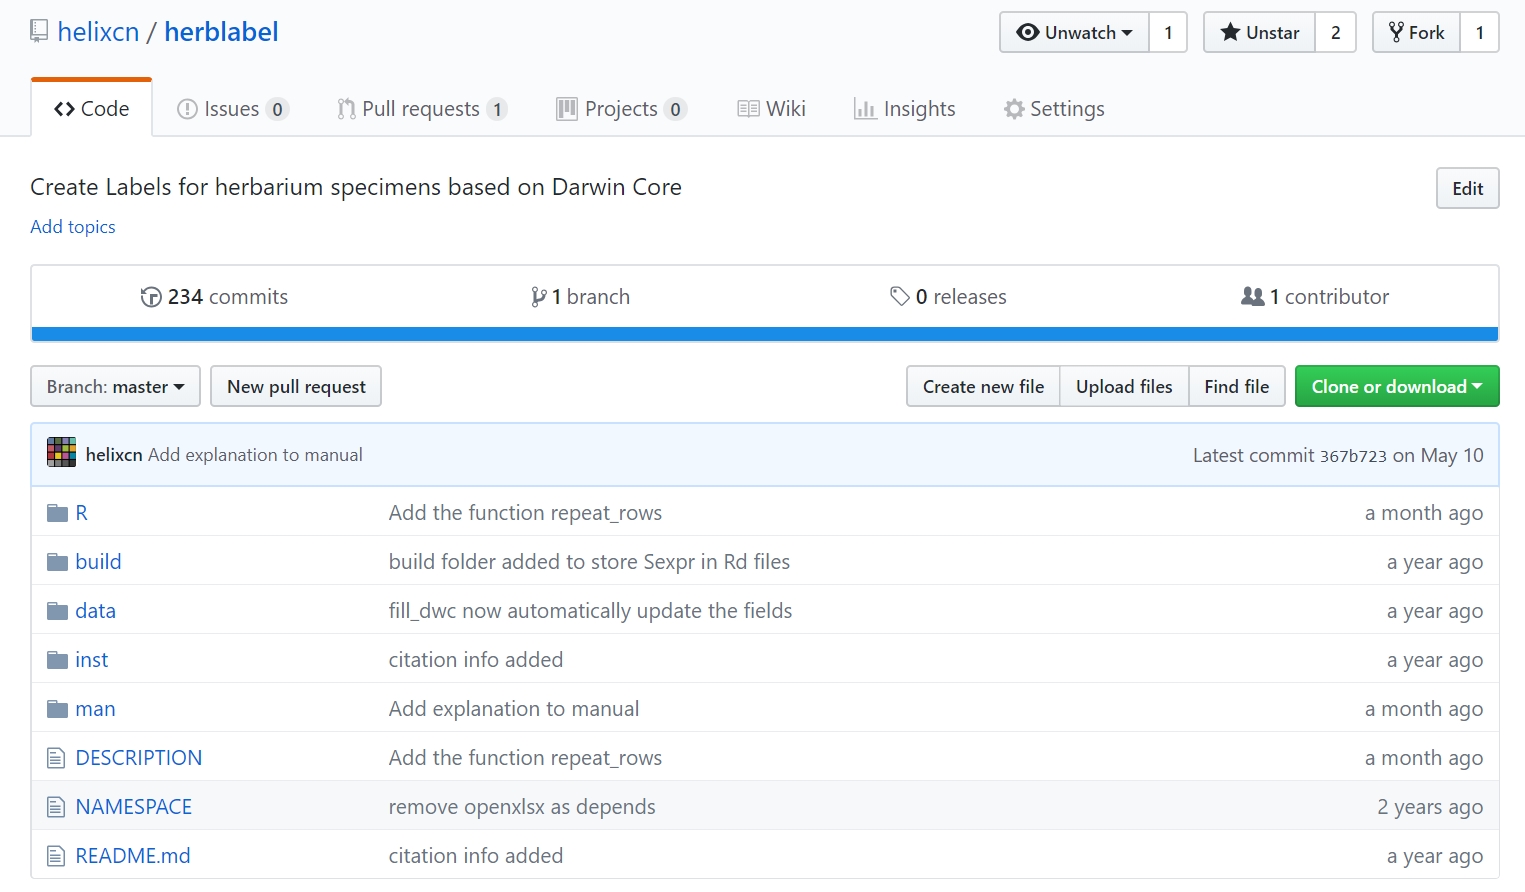 helixcn / herblabel Unwatch 1 Unstar 2 Fork 1
Code Issues 0 Pull requests 1 Projects 0 Wiki Insights Settings
Create Labels for herbarium specimens based on Darwin Core Edit
Add topics
234 commits 1 branch 0 releases 1 contributor
Branch: master New pull request Create new file Upload files Find file Clone or download
helixcn Add explanation to manual Latest commit 367b723 on May 10
R Add the function repeat_rows a month ago
build build folder added to store Sexpr in Rd files a year ago
data fill_dwc now automatically update the fields a year ago
inst citation info added a year ago
man Add explanation to manual a month ago
DESCRIPTION Add the function repeat_rows a month ago
NAMESPACE remove openxlsx as depends 2 years ago
README.md citation info added a year ago